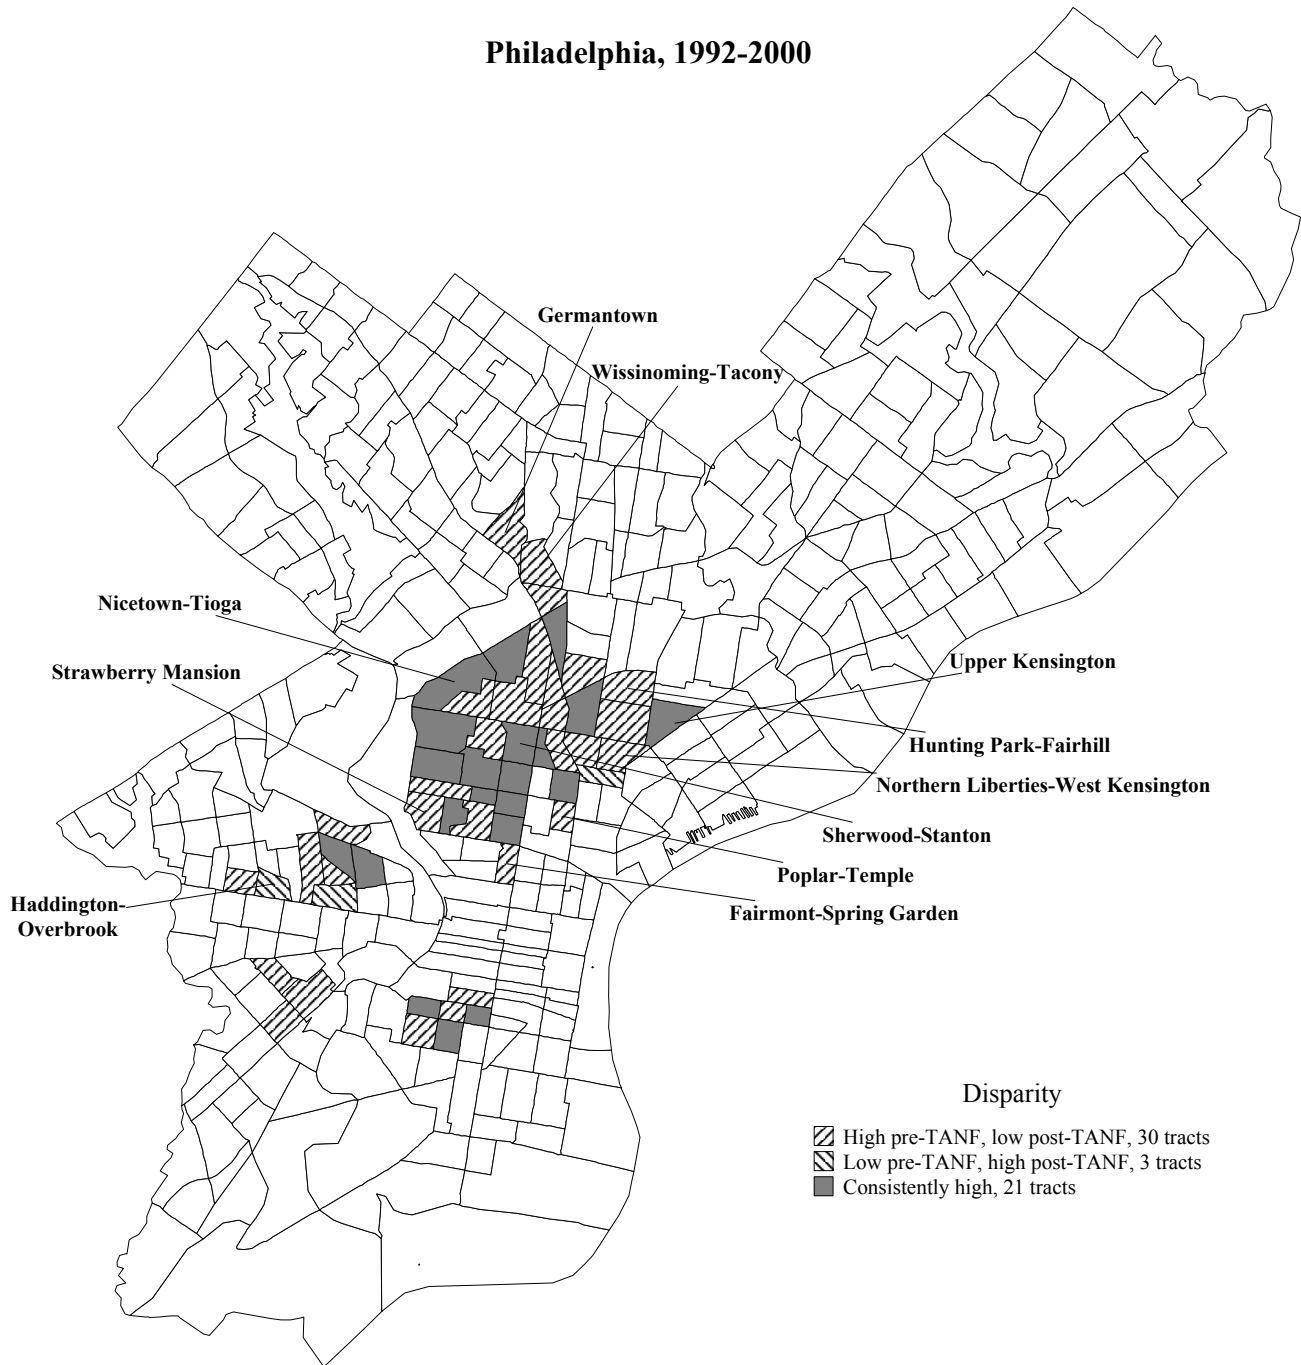 Philadelphia, 1992-2000
Germantown
Wissinoming-Tacony
Nicetown-Tioga
Strawberry Mansion
Upper Kensington
Hunting Park-Fairhill
Northern Liberties-West Kensington
Sherwood-Stanton
Poplar-Temple
Haddington-
Overbrook
Fairmont-Spring Garden
Disparity
High pre-TANF, low post-TANF, 30 tracts
Low pre-TANF, high post-TANF, 3 tracts
Consistently high, 21 tracts